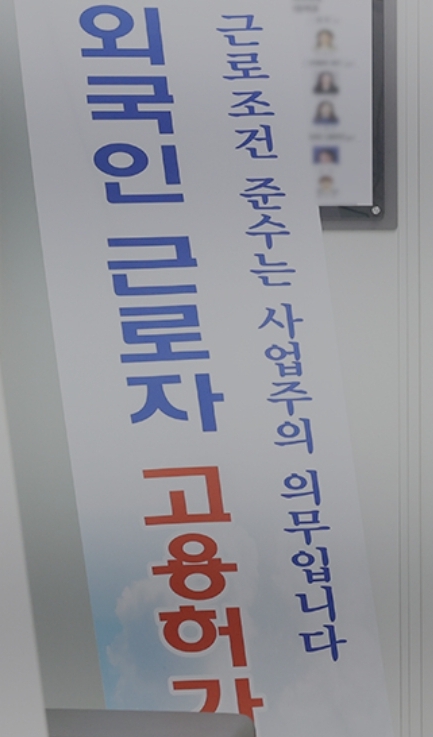 근로조건 준수는 사업주의 의무입니다
외국인 근로자 고용허가